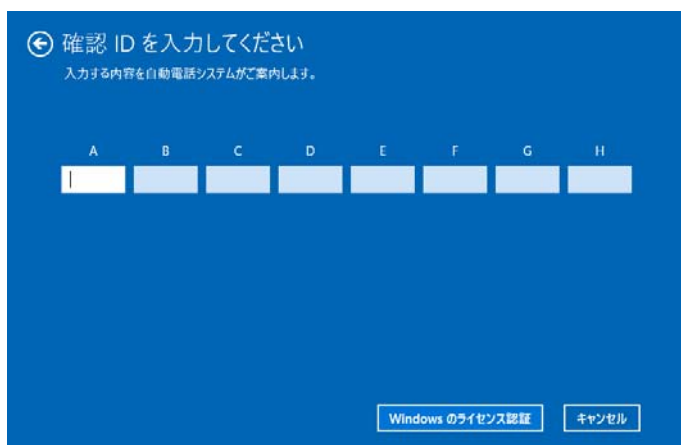 確認 ID を入力してください
入力する内容を自動電話システムがご案内します。
A B C D E F G H
Windows のライセンス認証 キャンセル